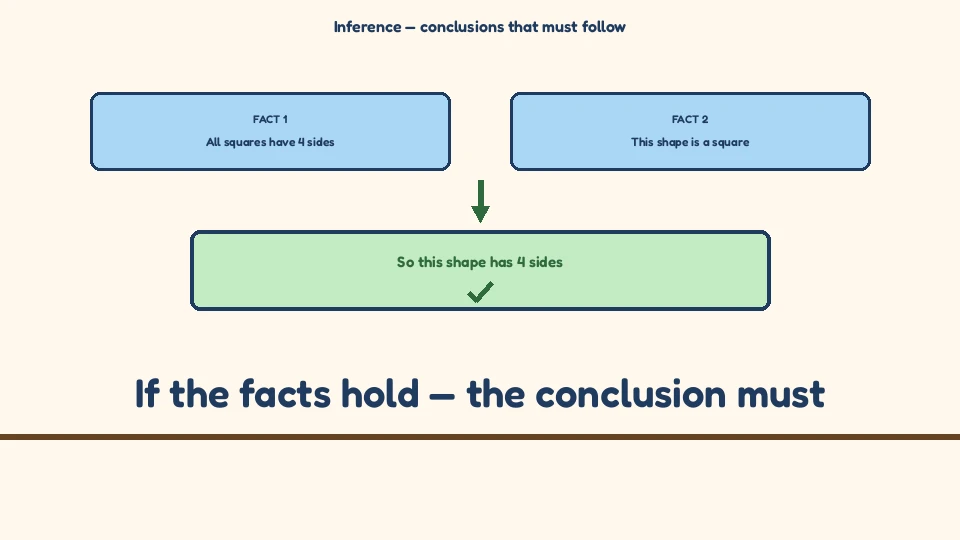 Inference — conclusions that must follow
FACT 1
All squares have 4 sides
FACT 2
This shape is a square
So this shape has 4 sides
If the facts hold — the conclusion must